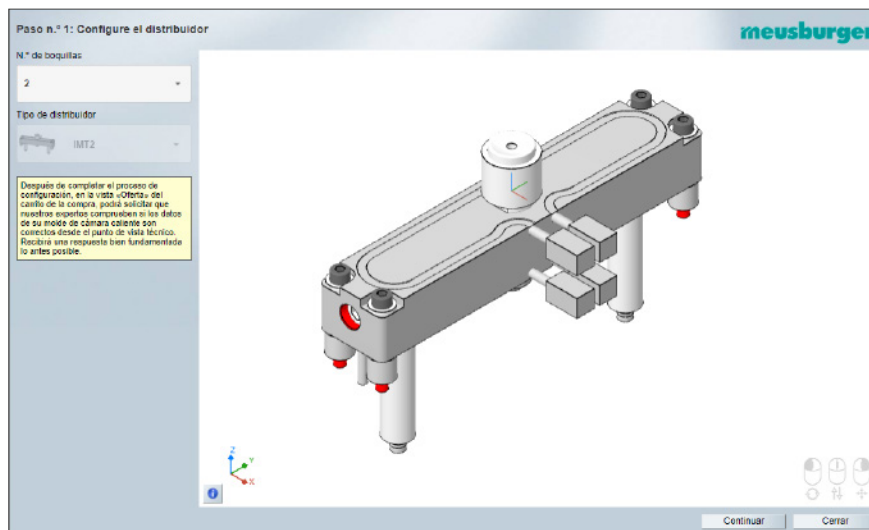 Paso n.º 1: Configure el distribuidor
meusburger
N.º de boquillas
2
Tipo de distribuidor
IMT2
Después de completar el proceso de
configuración, en la vista «Oferta» del
carrito de la compra, podrá solicitar que
nuestros expertos comprueben si los datos
de su molde de cámara caliente son
correctos desde el punto de vista técnico.
Recibirá una respuesta bien fundamentada
lo antes posible.
Z
Y
X
i
Continuar
Cerrar